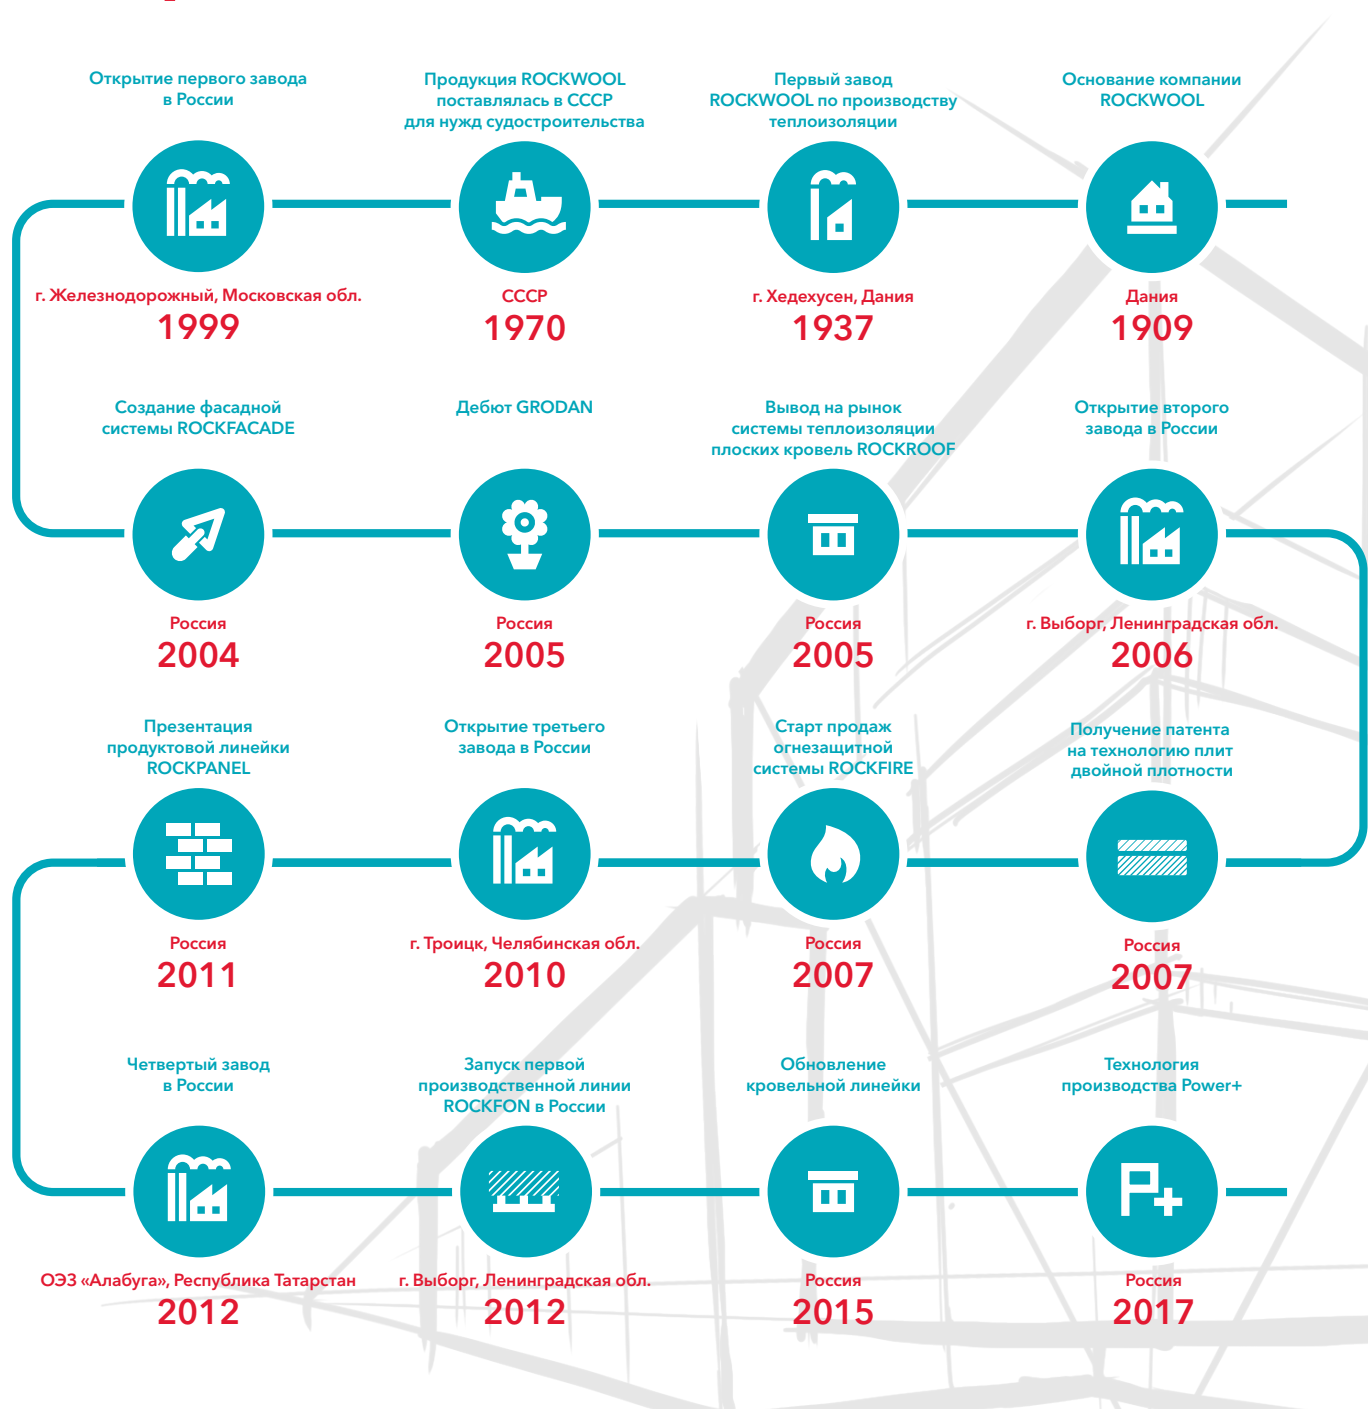 Открытие первого завода
в России
г. Железнодорожный, Московская обл.
1999
Продукция ROCKWOOL
поставлялась в СССР
для нужд судостроительства
СССР
1970
Первый завод
ROCKWOOL по производству
теплоизоляции
г. Хедехусен, Дания
1937
Основание компании
ROCKWOOL
Дания
1909
Создание фасадной
системы ROCKFACADE
Россия
2004
Дебют GRODAN
Россия
2005
Вывод на рынок
системы теплоизоляции
плоских кровель ROCKROOF
Россия
2005
Открытие второго
завода в России
г. Выборг, Ленинградская обл.
2006
Презентация
продуктовой линейки
ROCKPANEL
Россия
2011
Открытие третьего
завода в России
г. Троицк, Челябинская обл.
2010
Старт продаж
огнезащитной
системы ROCKFIRE
Россия
2007
Получение патента
на технологию плит
двойной плотности
Россия
2007
Четвертый завод
в России
ОЭЗ «Алабуга», Республика Татарстан
2012
Запуск первой
производственной линии
ROCKFON в России
г. Выборг, Ленинградская обл.
2012
Обновление
кровельной линейки
Россия
2015
Технология
производства Power+
P+
Россия
2017